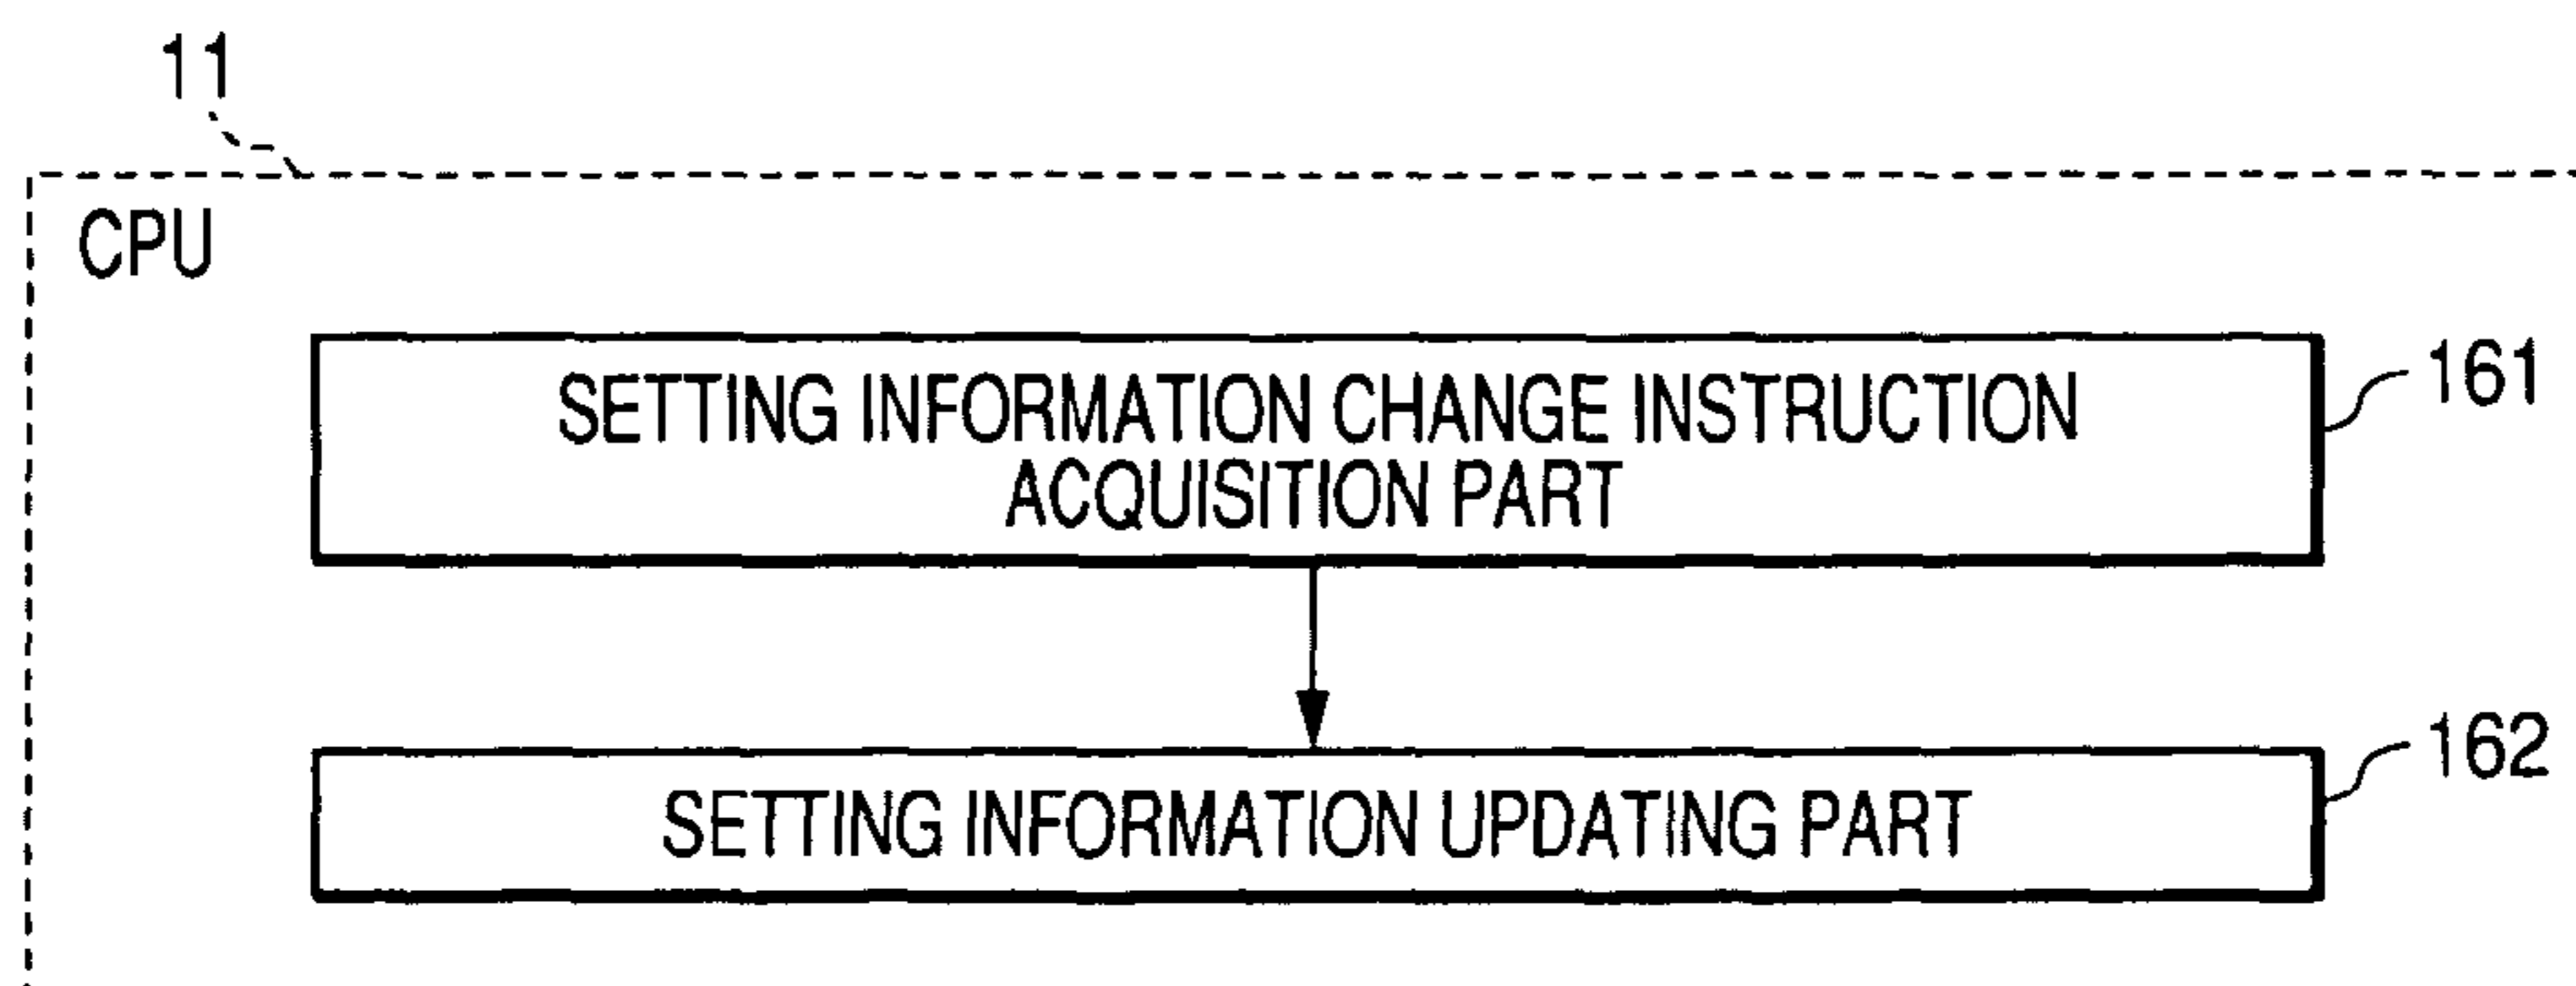 11
CPU
SETTING INFORMATION CHANGE INSTRUCTION
ACQUISITION PART
161
SETTING INFORMATION UPDATING PART
162